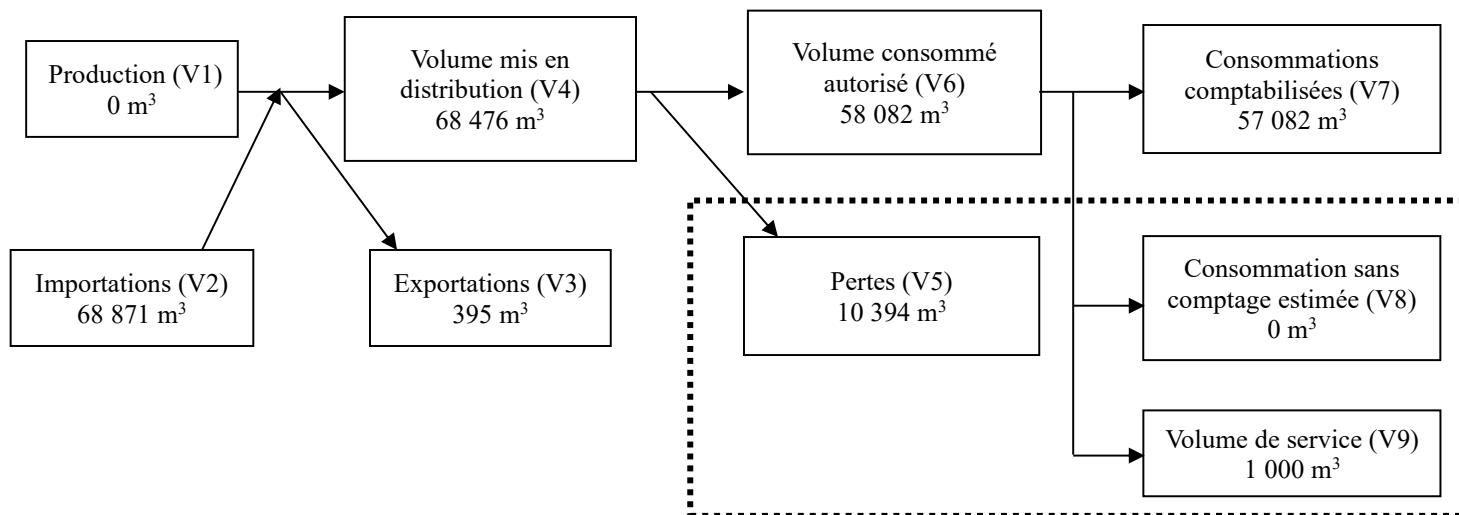 Production (V1)
0 m³
Volume mis en
distribution (V4)
68 476 m³
Volume consommé
autorisé (V6)
58 082 m³
Consommations
comptabilisées (V7)
57 082 m³
Importations (V2)
68 871 m³
Exportations (V3)
395 m³
Pertes (V5)
10 394 m³
Consommation sans
comptage estimée (V8)
0 m³
Volume de service (V9)
1 000 m³